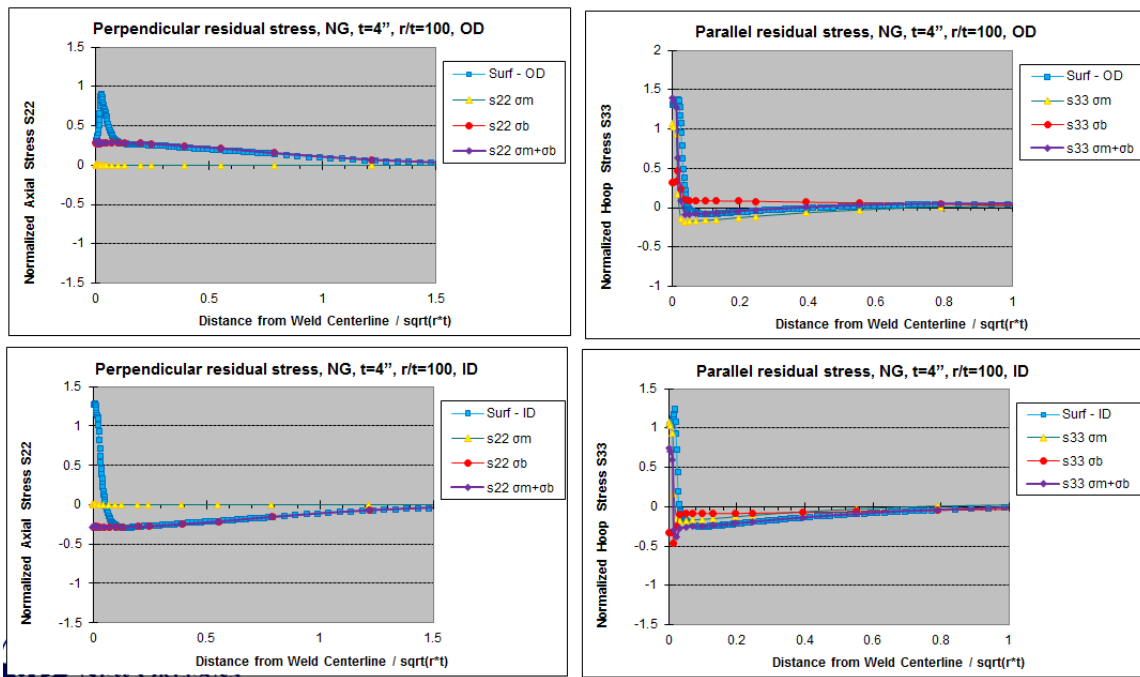 Perpendicular residual stress, NG, t=4”, r/t=100, OD
Normalized Axial Stress S22
1.5
1
0.5
0
-0.5
-1
-1.5
0
0.5
1
1.5
Distance from Weld Centerline / sqrt(r*t)
Surf - OD
s22 σm
s22 σb
s22 σm+σb
Parallel residual stress, NG, t=4”, r/t=100, OD
Normalized Hoop Stress S33
2
1.5
1
0.5
0
-0.5
-1
0
0.2
0.4
0.6
0.8
1
Distance from Weld Centerline / sqrt(r*t)
Surf - OD
s33 σm
s33 σb
s33 σm+σb
Perpendicular residual stress, NG, t=4”, r/t=100, ID
Normalized Axial Stress S22
1.5
1
0.5
0
-0.5
-1
-1.5
0
0.5
1
1.5
Distance from Weld Centerline / sqrt(r*t)
Surf - ID
s22 σm
s22 σb
s22 σm+σb
Parallel residual stress, NG, t=4”, r/t=100, ID
Normalized Hoop Stress S33
1.5
1
0.5
0
-0.5
-1
-1.5
0
0.2
0.4
0.6
0.8
1
Distance from Weld Centerline / sqrt(r*t)
Surf - ID
s33 σm
s33 σb
s33 σm+σb